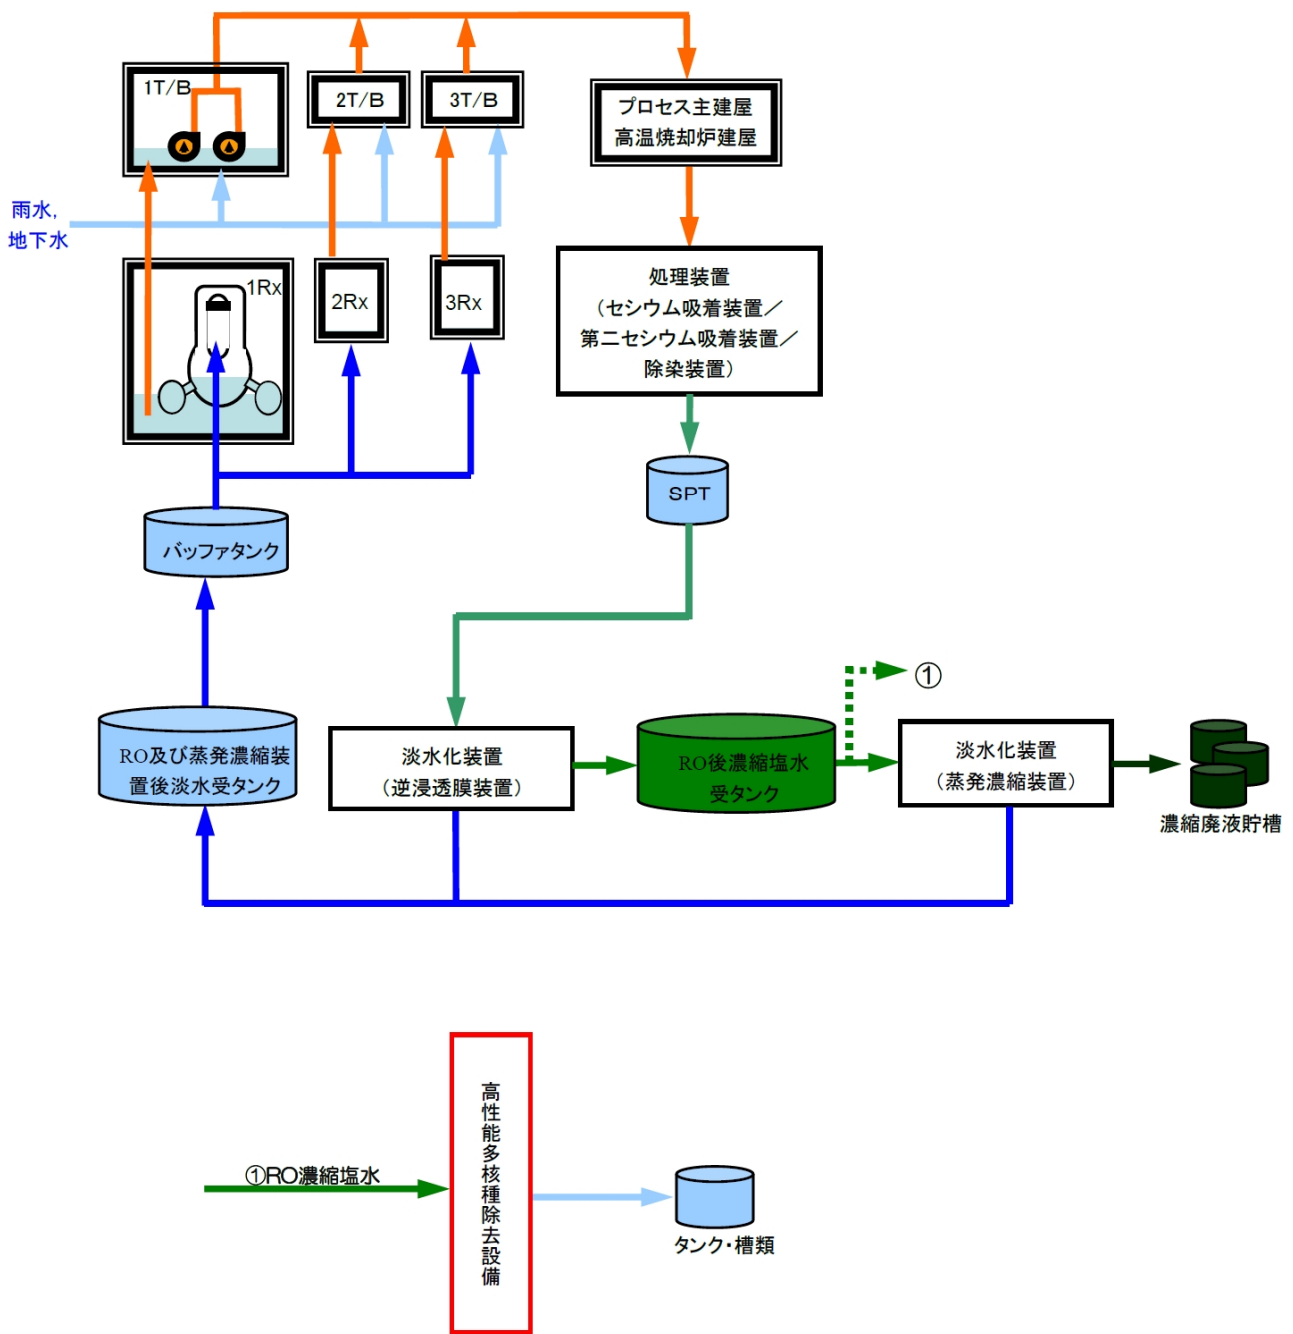 1T/B
2T/B
3T/B
プロセス主建屋
高温焼却炉建屋
雨水,
地下水
1Rx
2Rx
3Rx
処理装置
(セシウム吸着装置/
第二セシウム吸着装置/
除染装置)
SPT
バッファタンク
①
RO及び蒸発濃縮装
置後淡水受タンク
淡水化装置
(逆浸透膜装置)
RO後濃縮塩水
受タンク
淡水化装置
(蒸発濃縮装置)
濃縮廃液貯槽
①RO濃縮塩水
高性能多核種除去設備
タンク・槽類